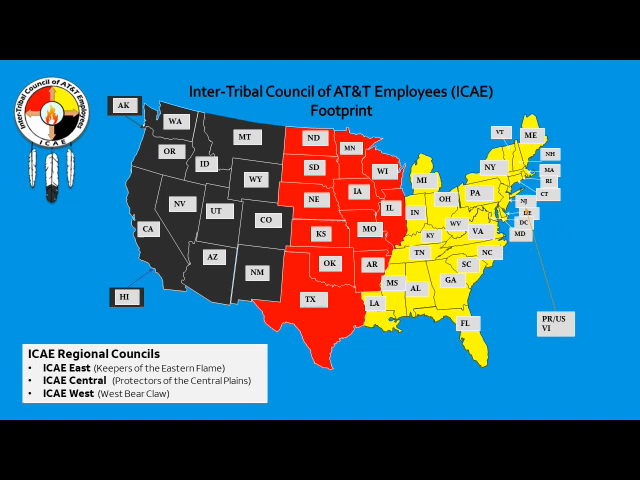 Inter-Tribal Council of AT&T Employees
ICAE
Inter-Tribal Council of AT&T Employees (ICAE)
Footprint
AK
WA
OR
ID
MT
WY
NV
UT
CO
CA
AZ
NM
HI
ND
MN
SD
WI
NE
IA
IL
KS
MO
OK
AR
TX
VT
ME
NH
MA
RI
CT
NY
MI
PA
OH
NJ
IN
DE
DC
WV
VA
MD
KY
TN
NC
SC
MS
AL
GA
LA
FL
PR/US
VI
ICAE Regional Councils
• ICAE East (Keepers of the Eastern Flame)
• ICAE Central (Protectors of the Central Plains)
• ICAE West (West Bear Claw)